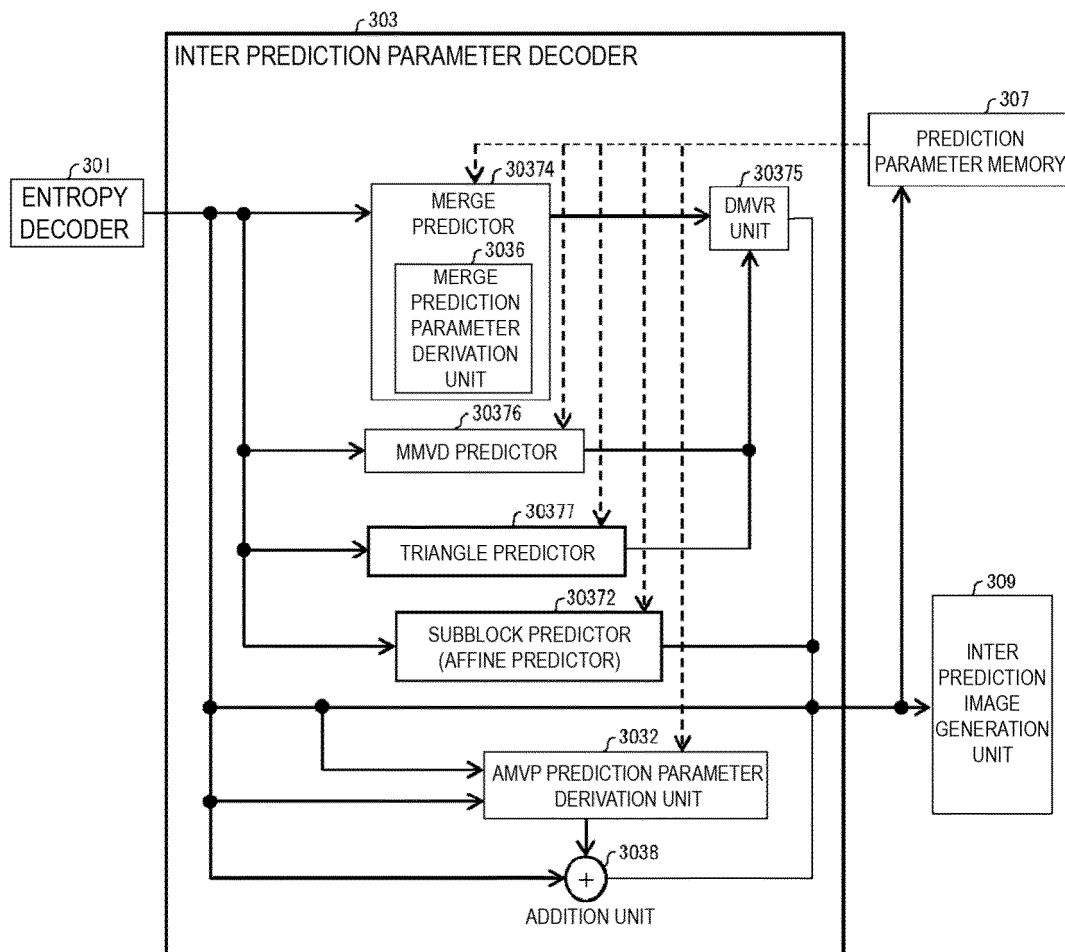 303
INTER PREDICTION PARAMETER DECODER
307
PREDICTION
PARAMETER MEMORY
301
ENTROPY
DECODER
30374
MERGE
PREDICTOR
3036
MERGE
PREDICTION
PARAMETER
DERIVATION
UNIT
30375
DMVR
UNIT
30376
MMVD PREDICTOR
30377
TRIANGLE PREDICTOR
30372
SUBBLOCK PREDICTOR
(AFFINE PREDICTOR)
309
INTER
PREDICTION
IMAGE
GENERATION
UNIT
3032
AMVP PREDICTION PARAMETER
DERIVATION UNIT
3038
+
ADDITION UNIT